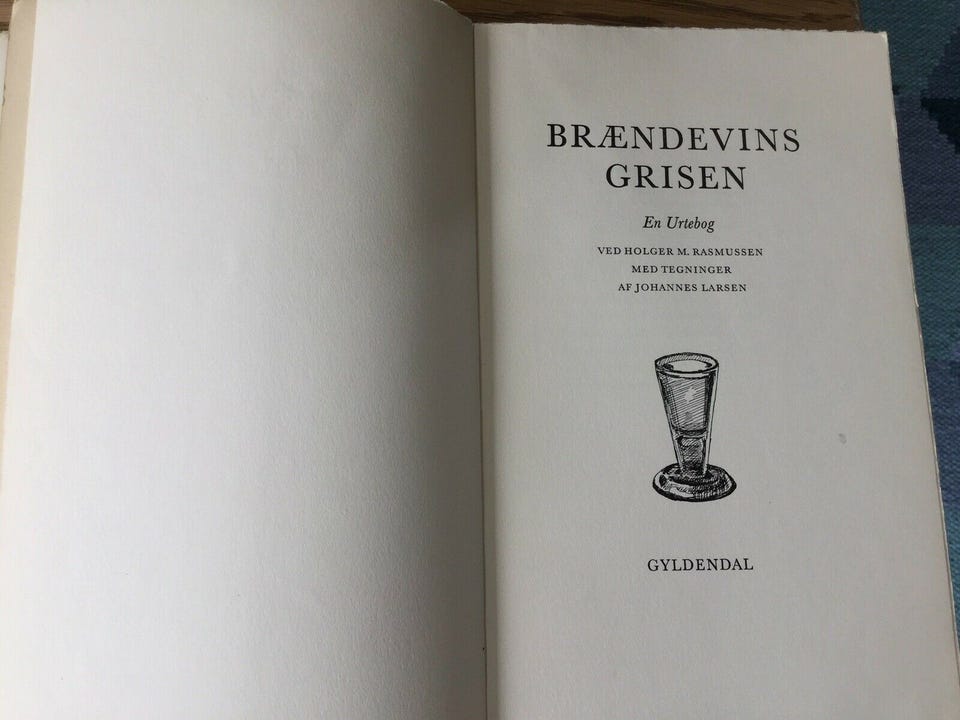 BRÆNDEVINS
GRISEN
En Urtebog
VED HOLGER M. RASMUSSEN
MED TEGNINGER
AF JOHANNES LARSEN
GYLDENDAL